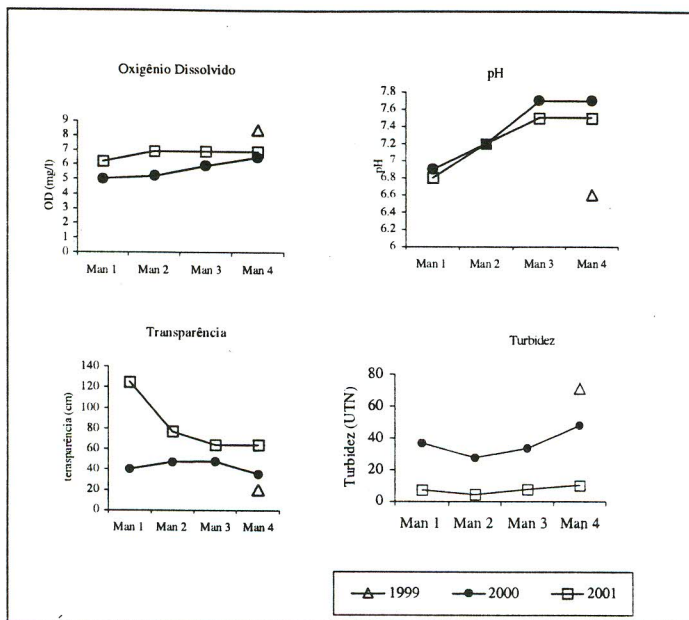 Oxigênio Dissolvido
9
8
7
6
5
4
3
2
1
0
OD (mg/l)
Man 1 Man 2 Man 3 Man 4
pH
7.8
7.6
7.4
7.2
7
6.8
6.6
6.4
6.2
6
pH
Man 1 Man 2 Man 3 Man 4
Transparência
140
120
100
80
60
40
20
0
Man 1 Man 2 Man 3 Man 4
(cm)
Turbidez
80
60
40
20
0
Turbidez (UTN)
Man 1 Man 2 Man 3 Man 4
1999 2000 2001